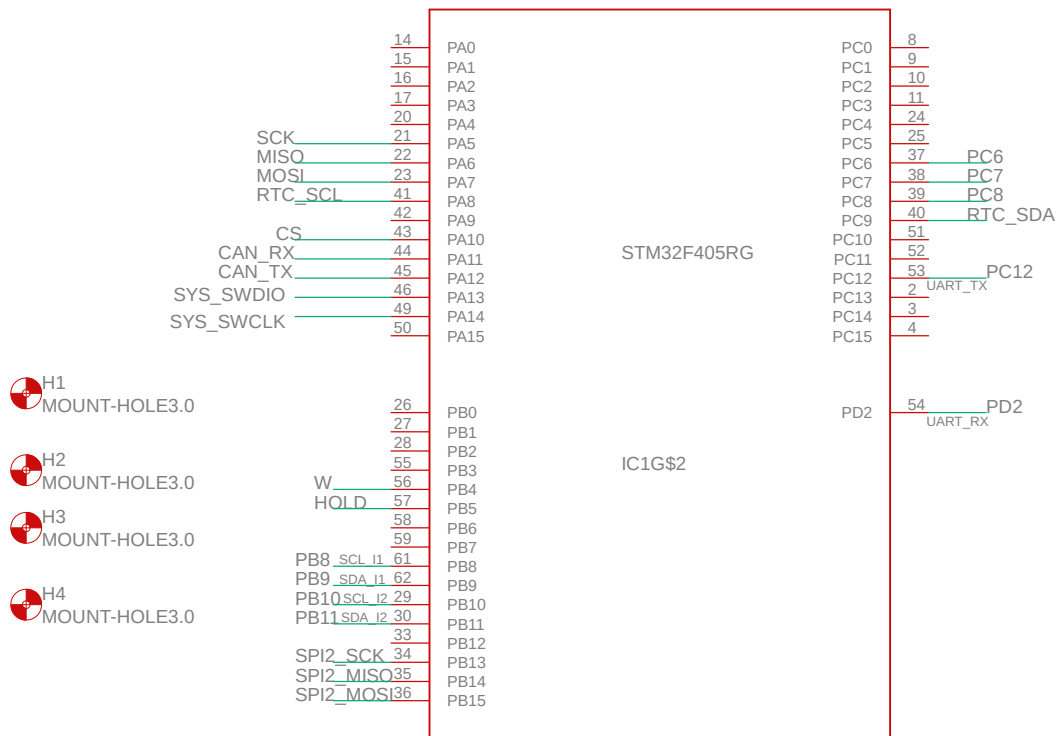 14 PA0 PC0 8
15 PA1 PC1 9
16 PA2 PC2 10
17 PA3 PC3 11
20 PA4 PC4 24
SCK 21 PA5 PC5 25
MISO 22 PA6 PC6 37 PC6
MOSI 23 PA7 PC7 38 PC7
RTC_SCL 41 PA8 PC8 39 PC8
42 PA9 PC9 40 RTC_SDA
CS 43 PA10 PC10 51
CAN_RX 44 PA11 STM32F405RG PC11 52
CAN_TX 45 PA12 PC12 53 UART_TX PC12
SYS_SWDIO 46 PA13 PC13 2
SYS_SWCLK 49 PA14 PC14 3
50 PA15 PC15 4
H1
MOUNT-HOLE3.0
26 PB0 PD2 54 UART_RX PD2
27 PB1
28 PB2
H2
55 PB3 IC1G$2
MOUNT-HOLE3.0
W 56 PB4
HOLD 57 PB5
H3
58 PB6
MOUNT-HOLE3.0
59 PB7
PB8 SCL_I1 61 PB8
PB9 SDA_I1 62 PB9
H4
PB10 SCL_I2 29 PB10
MOUNT-HOLE3.0
PB11 SDA_I2 30 PB11
33 PB12
SPI2_SCK 34 PB13
SPI2_MISO 35 PB14
SPI2_MOSI 36 PB15